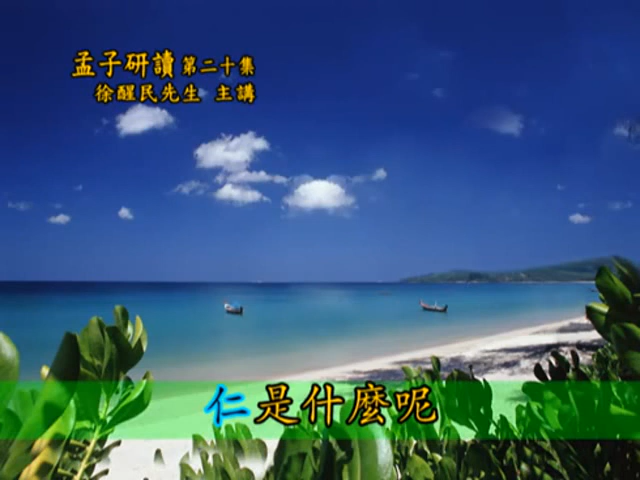 孟子研讀 第二十集
徐醒民先生 主講
仁是什麼呢